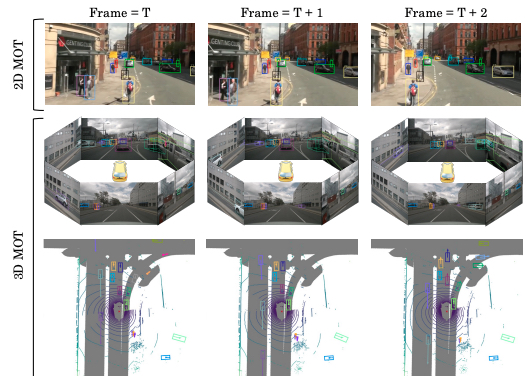 Frame = T
Frame = T + 1
Frame = T + 2
2D MOT
3D MOT